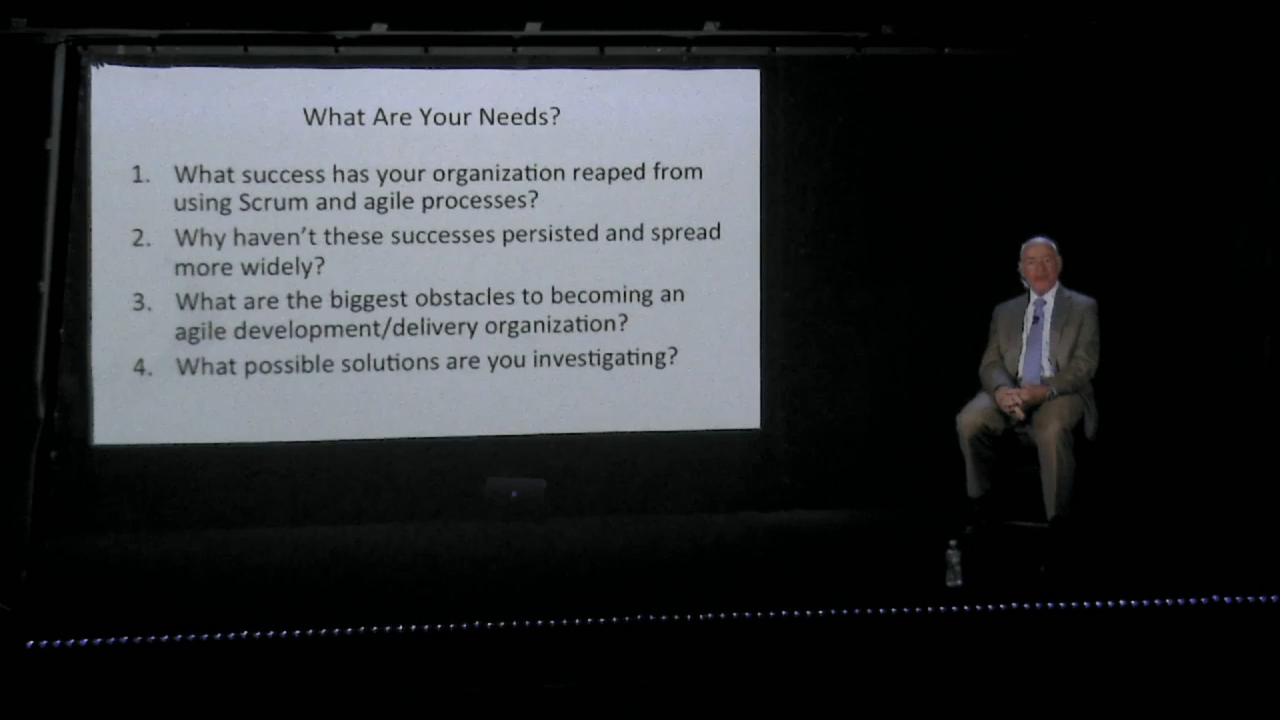 What Are Your Needs?
1. What success has your organization reaped from
using Scrum and agile processes?
2. Why haven't these successes persisted and spread
more widely?
3. What are the biggest obstacles to becoming an
agile development/delivery organization?
4. What possible solutions are you investigating?